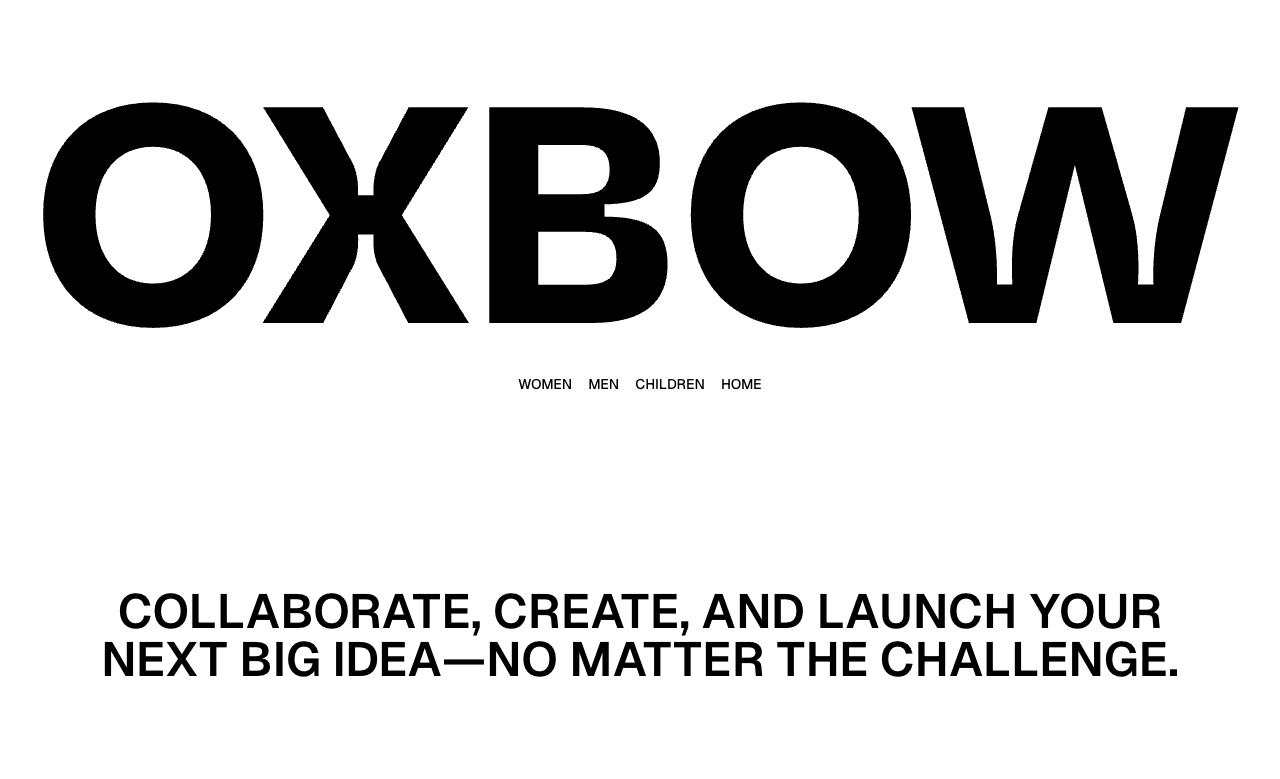 OXBOW
WOMEN MEN CHILDREN HOME
COLLABORATE, CREATE, AND LAUNCH YOUR
NEXT BIG IDEA—NO MATTER THE CHALLENGE.